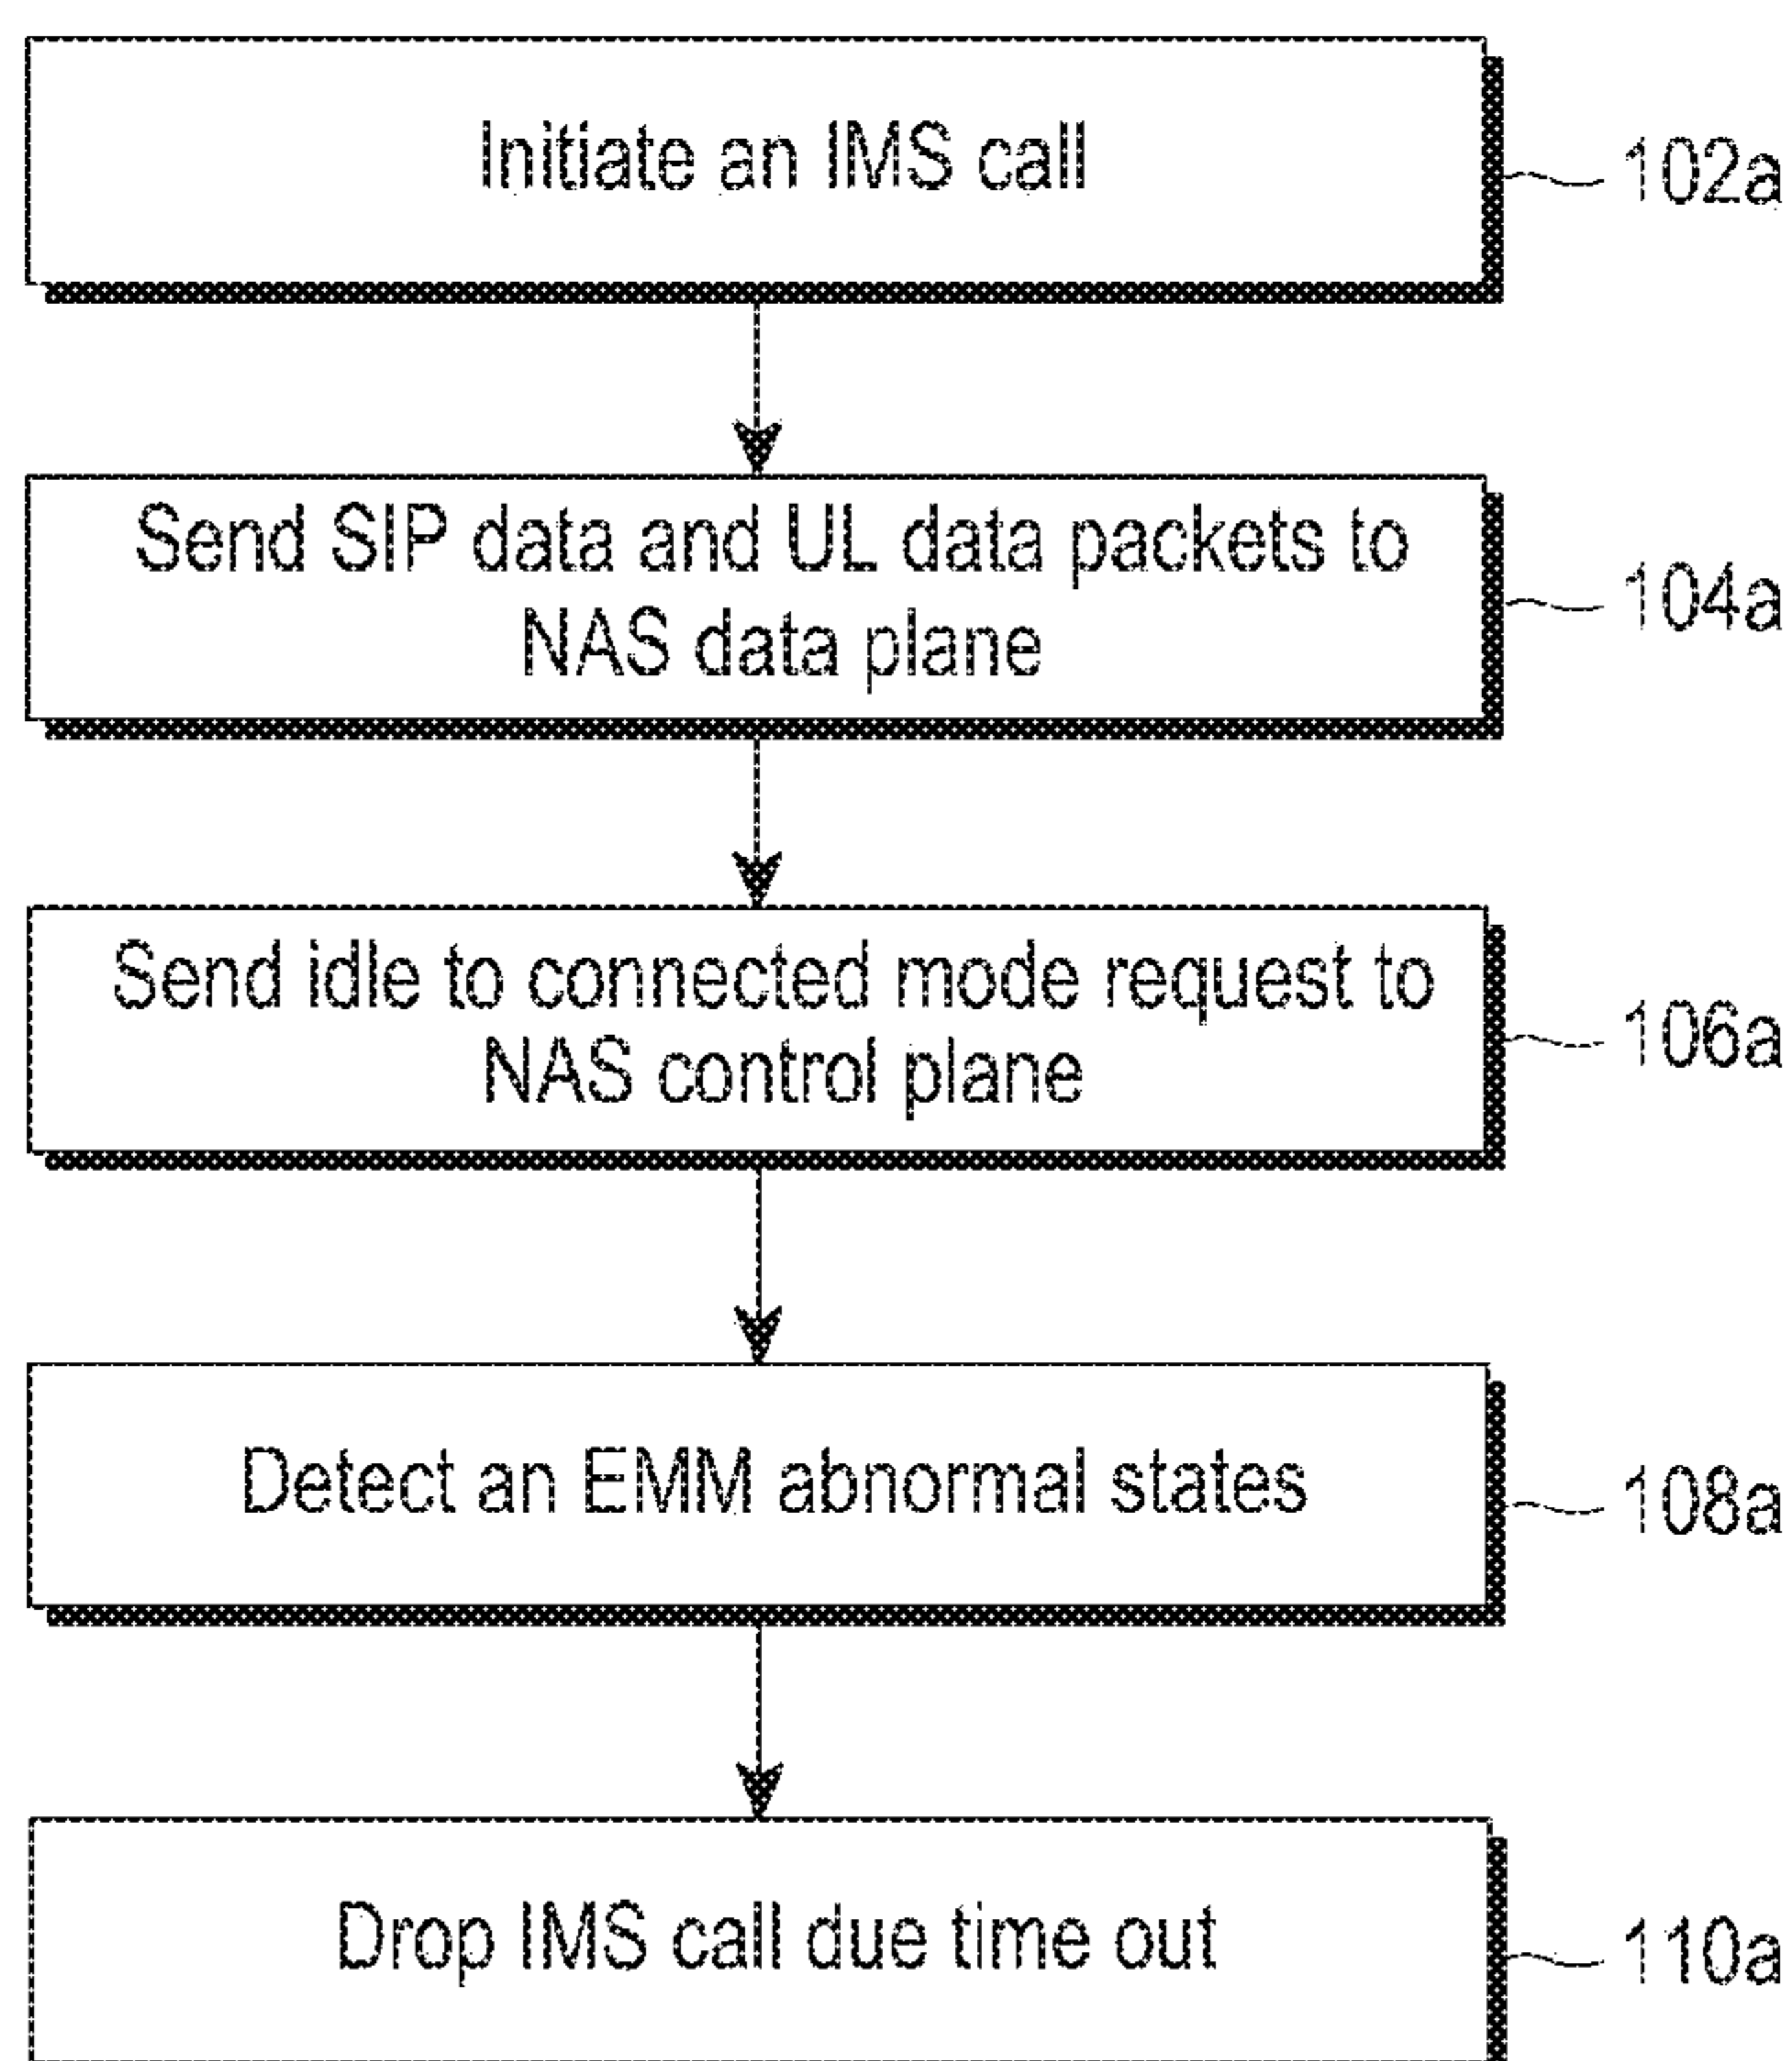 Initiate an IMS call
102a
Send SIP data and UL data packets to
NAS data plane
104a
Send idle to connected mode request to
NAS control plane
106a
Detect an EMM abnormal states
108a
Drop IMS call due time out
110a